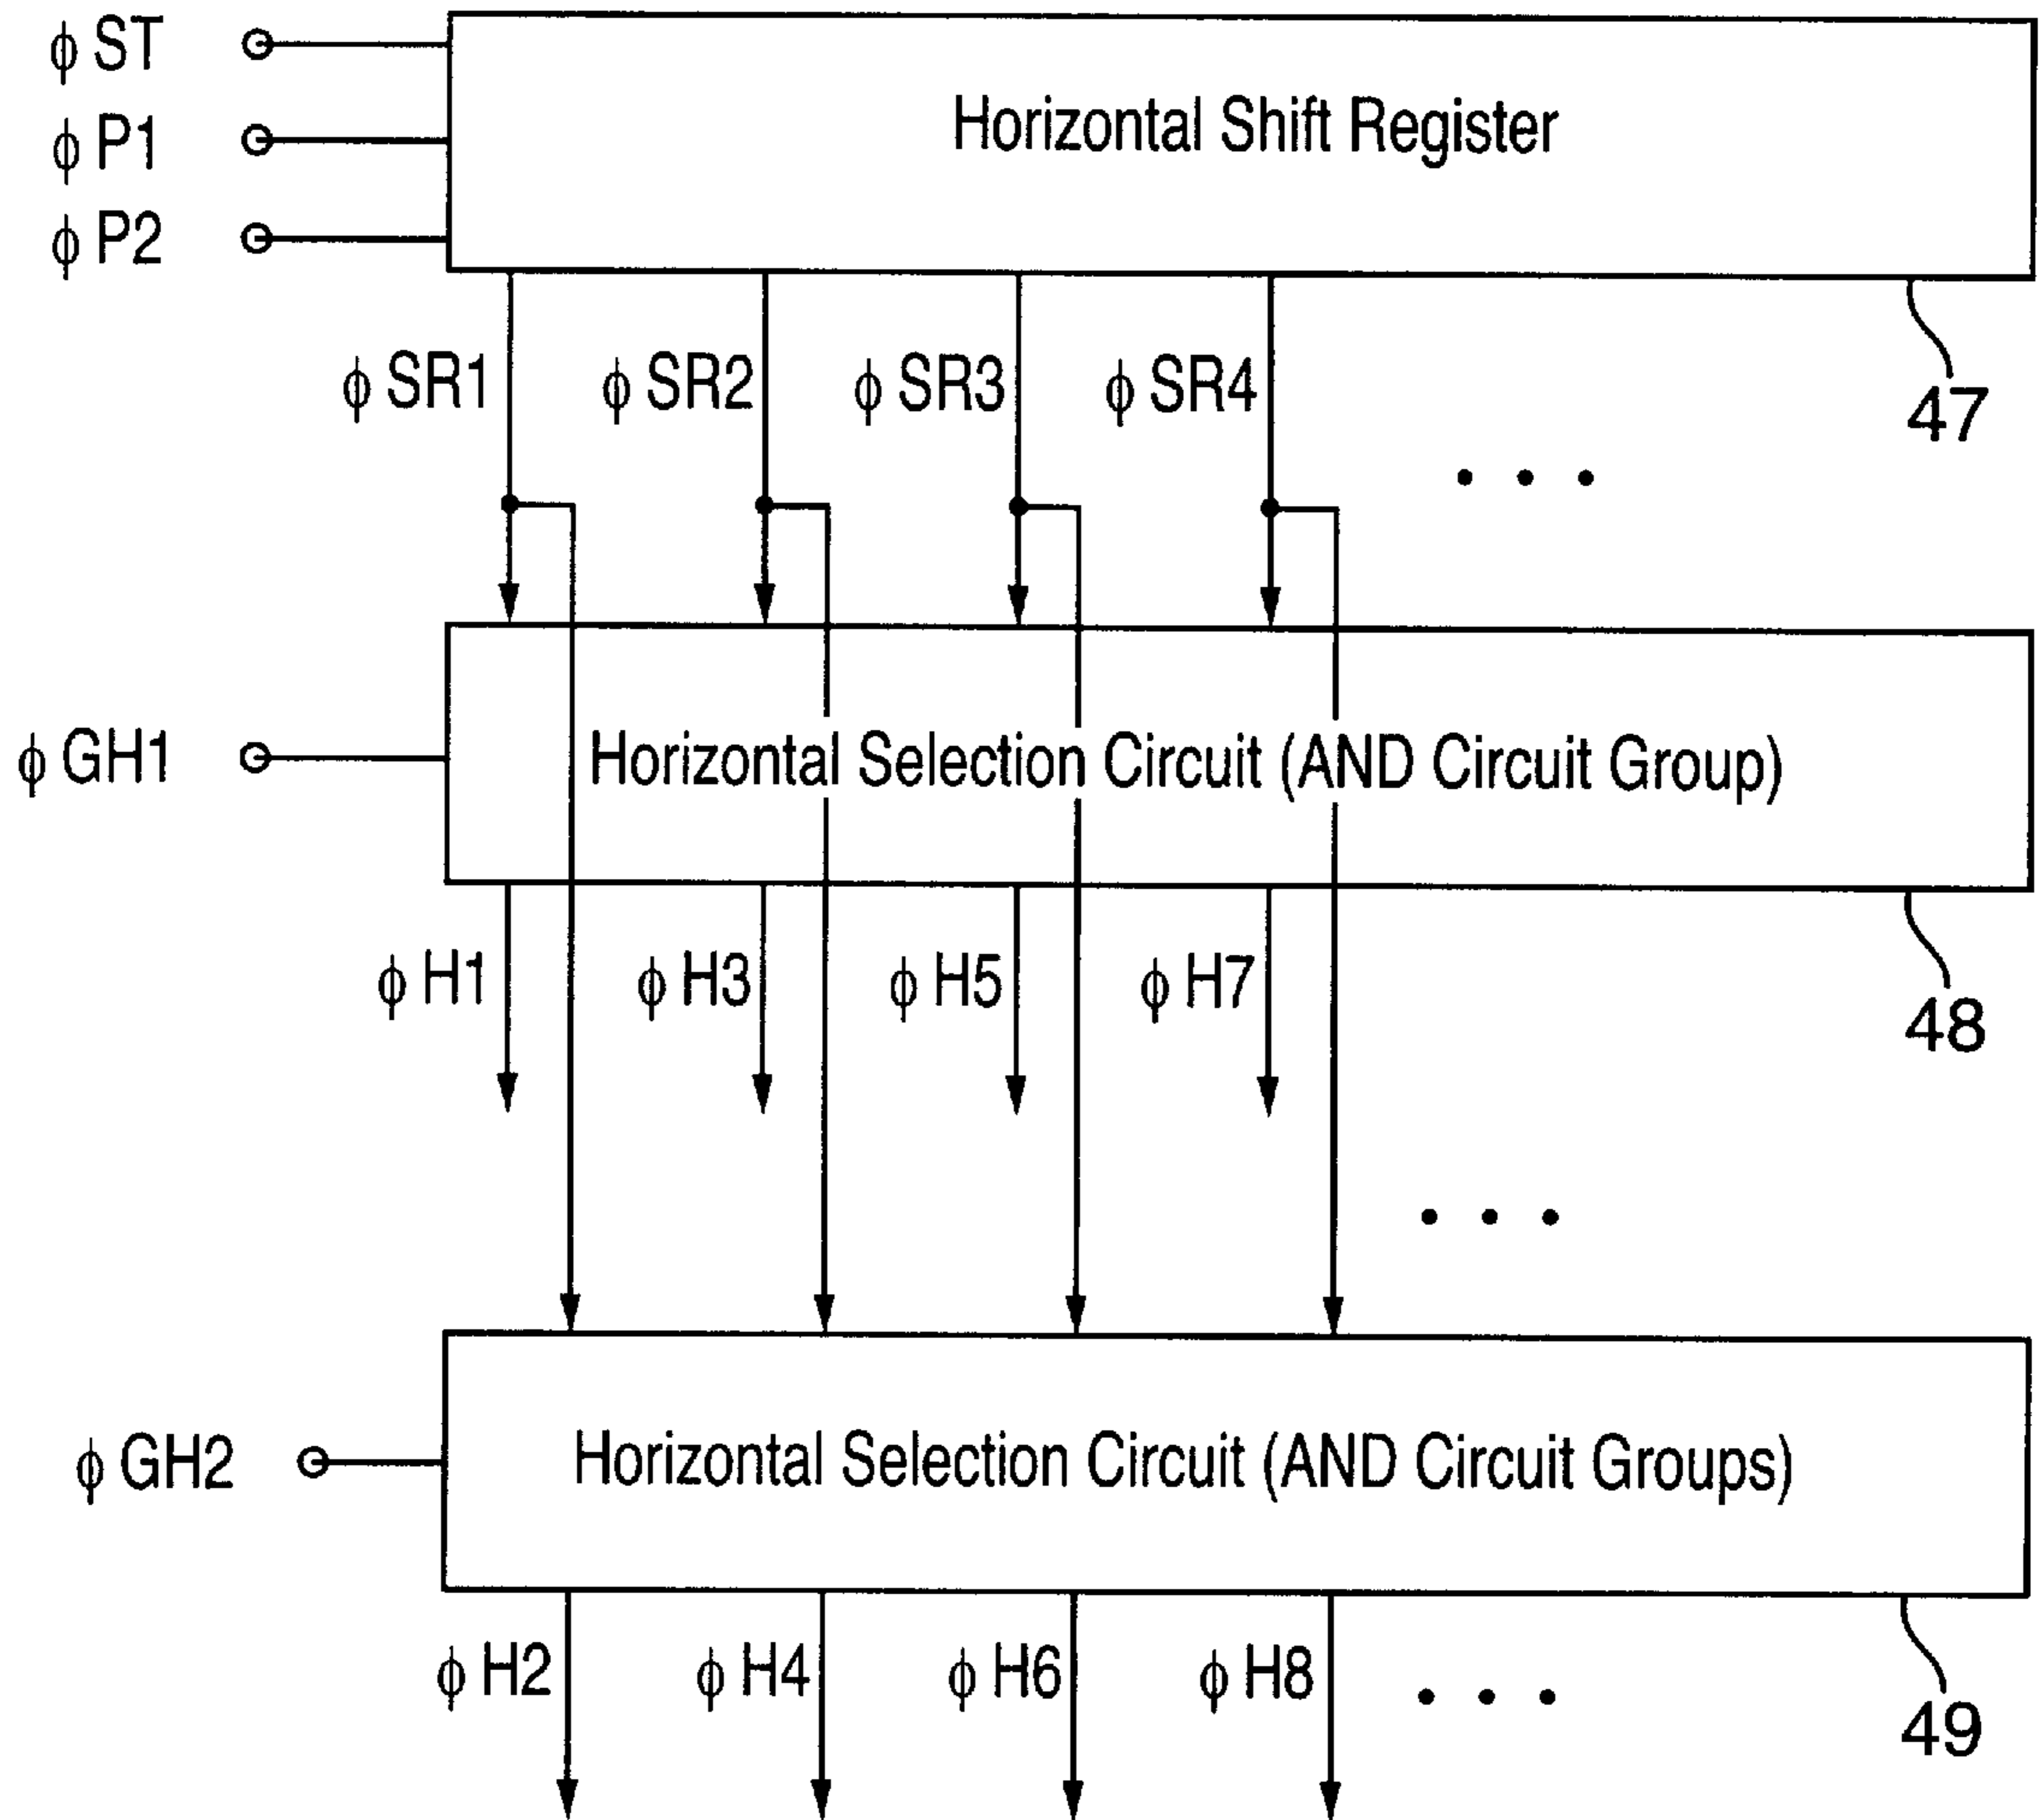 ϕ ST
ϕ P1
ϕ P2
Horizontal Shift Register
47
ϕ SR1 ϕ SR2 ϕ SR3 ϕ SR4 • • •
ϕ GH1
Horizontal Selection Circuit (AND Circuit Group)
48
ϕ H1 ϕ H3 ϕ H5 ϕ H7
• • •
ϕ GH2
Horizontal Selection Circuit (AND Circuit Groups)
49
ϕ H2 ϕ H4 ϕ H6 ϕ H8 • • •